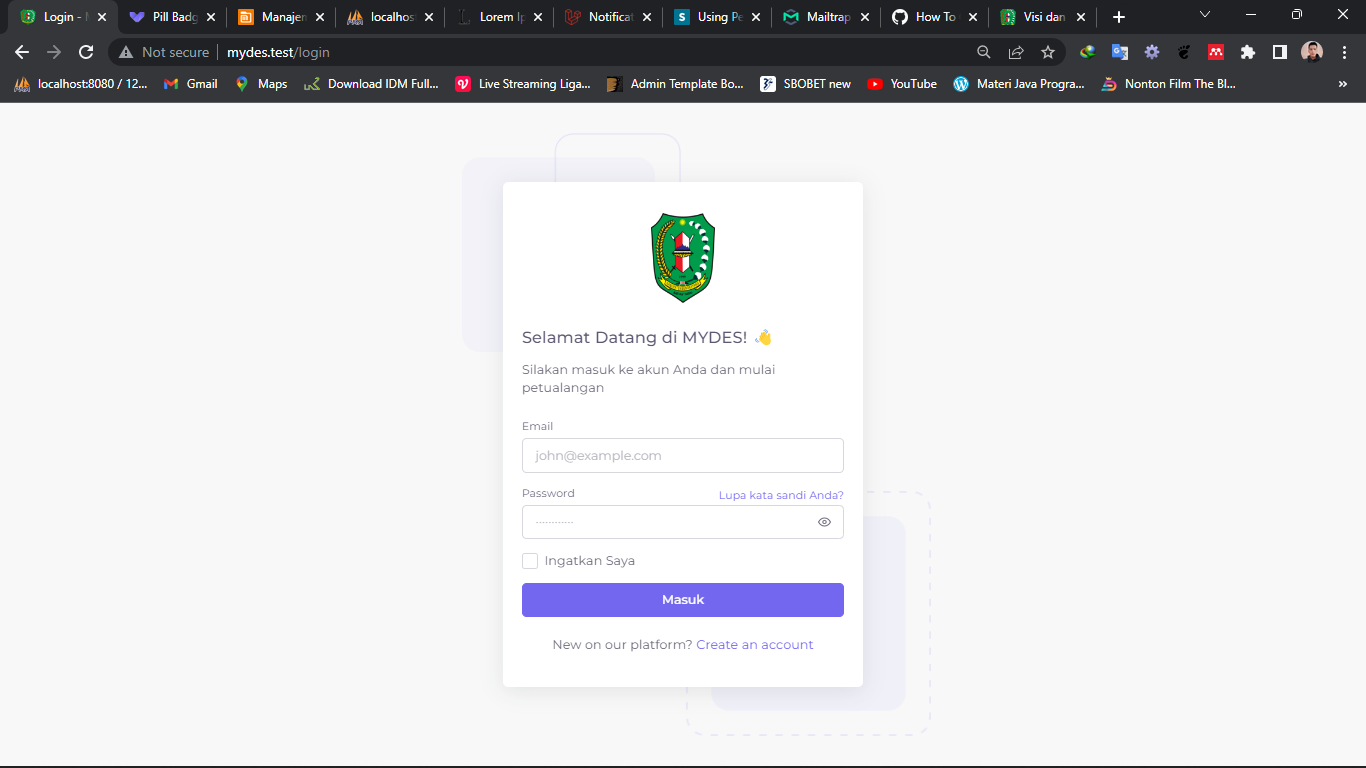 Login - M
Pill Badg
Manajem
localhos
Lorem Ip
Notificat
Using Pe
Mailtrap
How To
Visi dan
Not secure
mydes.test/login
localhost:8080 / 12...
Gmail
Maps
Download IDM Full...
Live Streaming Liga...
Admin Template Bo...
SBOBET new
YouTube
Materi Java Progra...
Nonton Film The Bl...
»
Selamat Datang di MYDES! 👋
Silakan masuk ke akun Anda dan mulai
petualangan
Email
john@example.com
Password
Lupa kata sandi Anda?
············
Ingatkan Saya
Masuk
New on our platform? Create an account